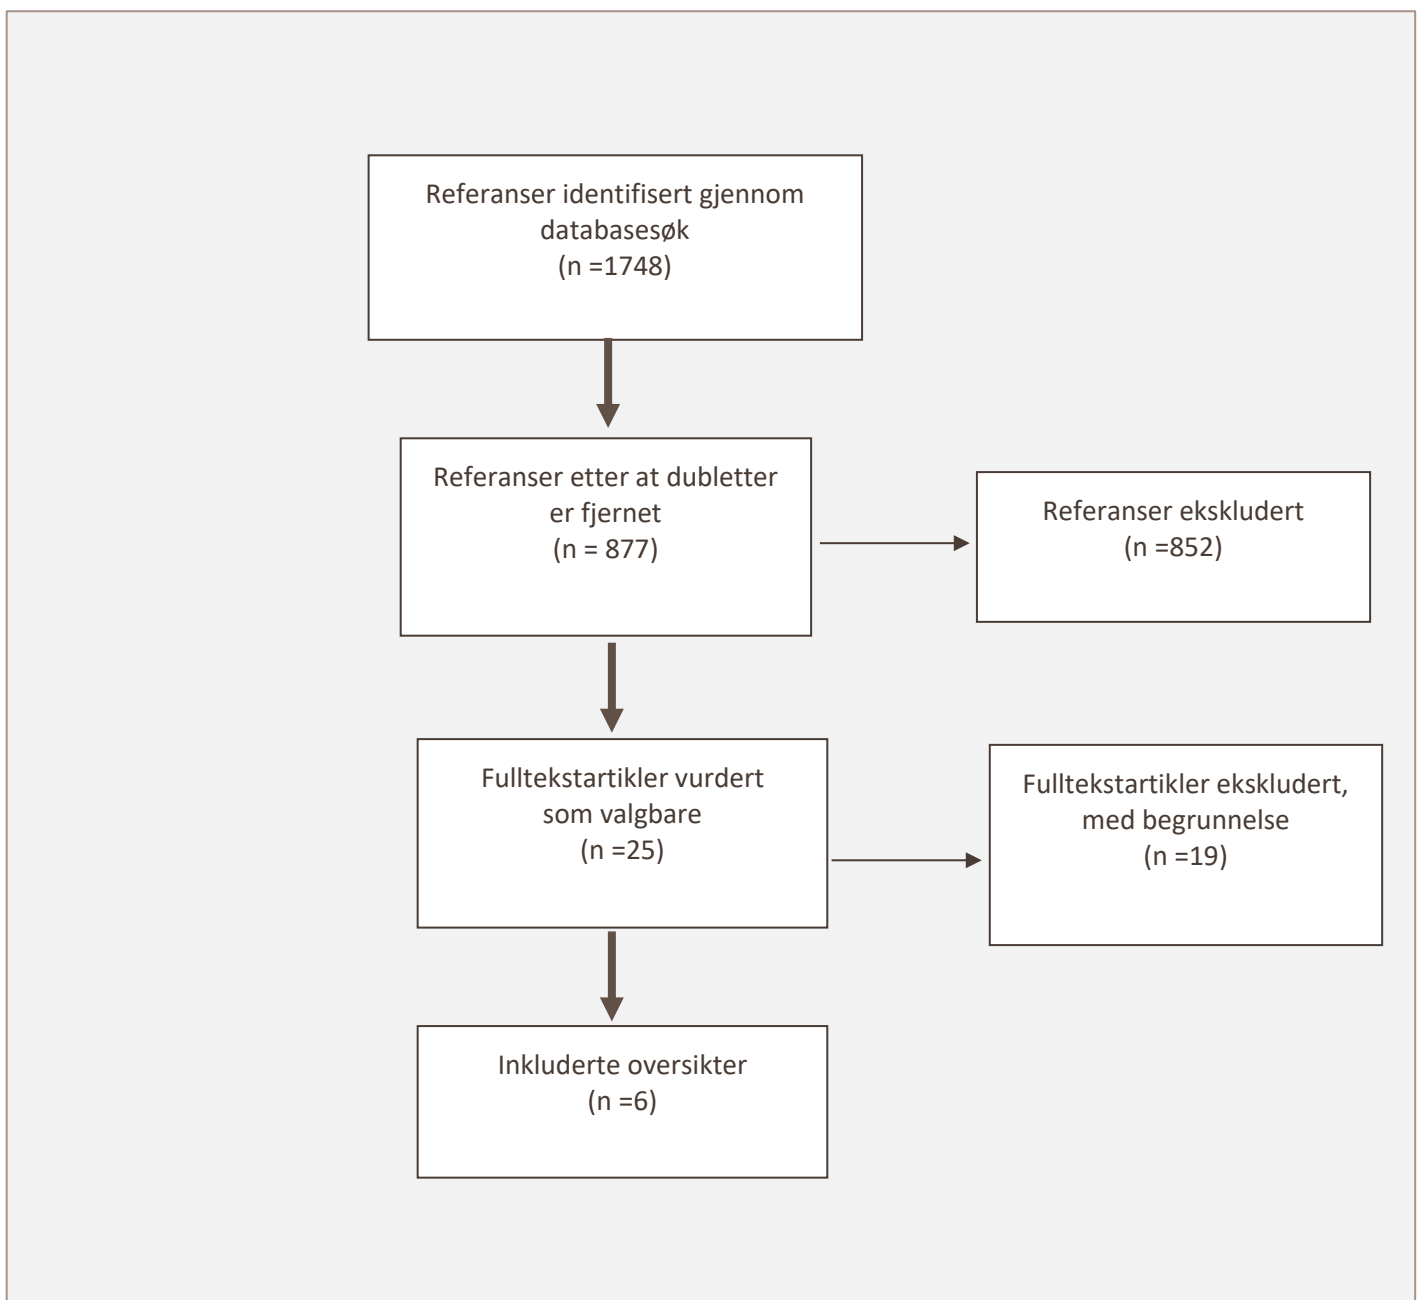 Referanser identifisert gjennom
databasesøk
(n =1748)
Referanser etter at dubletter
er fjernet
(n = 877)
Referanser ekskludert
(n =852)
Fulltekstartikler vurdert
som valgbare
(n =25)
Fulltekstartikler ekskludert,
med begrunnelse
(n =19)
Inkluderte oversikter
(n =6)